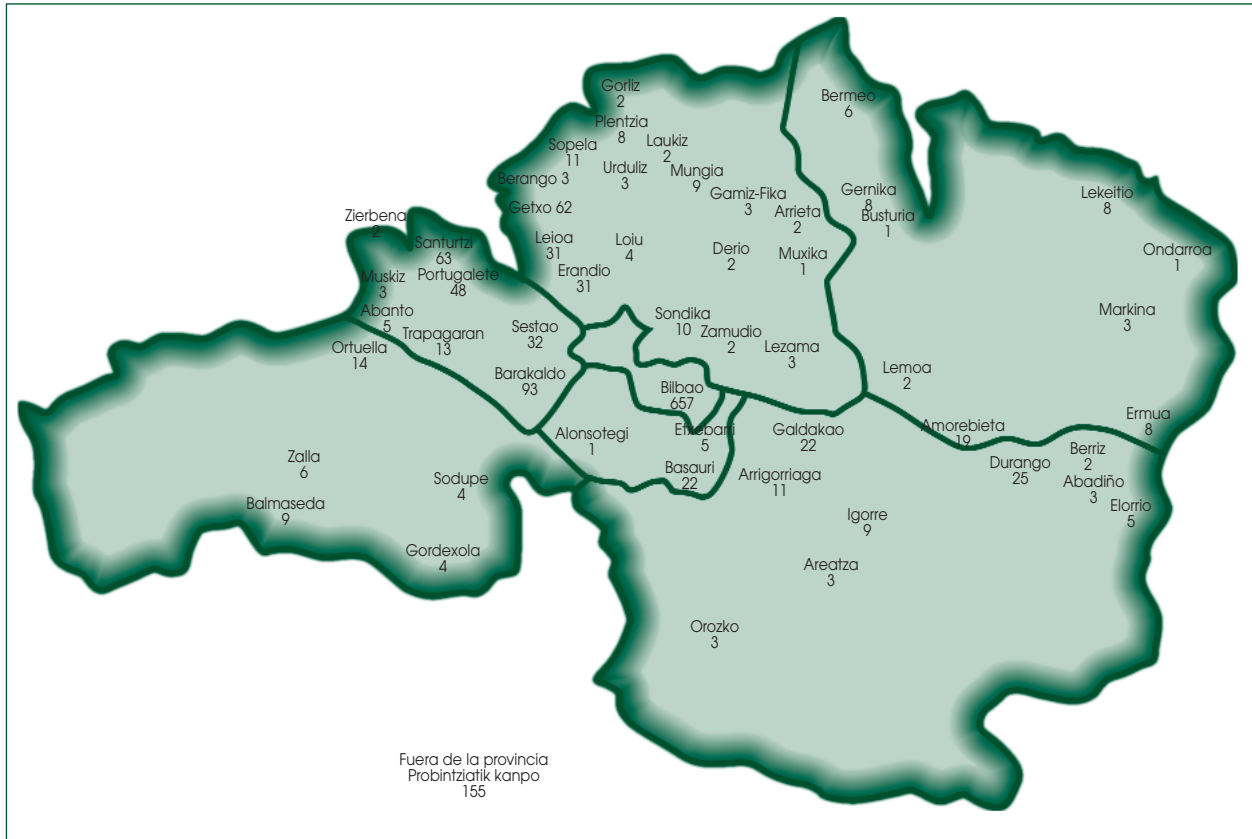 Gorliz
2
Bermeo
6
Plentzia
8
Sopela
11
Laukiz
2
Urduliz
3
Mungia
9
Berango 3
Gamiz-Fika
3
Gernika
8
Lekeitio
8
Getxo 62
Arrieta
2
Busturia
1
Zierbena
2
Santurtzi
63
Leioa
31
Loiu
4
Derio
2
Muxika
1
Ondarroa
1
Muskiz
3
Portugalete
48
Erandio
31
Abanto
5
Sondika
10
Markina
3
Trapagaran
13
Sestao
32
Zamudio
2
Lezama
3
Ortuella
14
Barakaldo
93
Bilbao
657
Lemoa
2
Ermua
8
Alonsotegi
1
Etxebarri
5
Galdakao
22
Amorebieta
19
Berriz
2
Zalla
6
Sodupe
4
Basauri
22
Arrigorriaga
11
Durango
25
Abadiño
3
Balmaseda
9
Elorrio
5
Igorre
9
Gordexola
4
Areatza
3
Orozko
3
Fuera de la provincia
Probintziatik kanpo
155